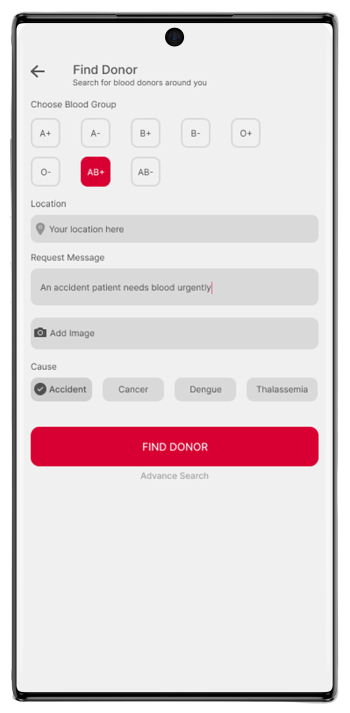 Find Donor
Search for blood donors around you
Choose Blood Group
A+ A- B+ B- O+
O- AB+ AB-
Location
Your location here
Request Message
An accident patient needs blood urgently
Add Image
Cause
Accident Cancer Dengue Thalassemia
FIND DONOR
Advance Search